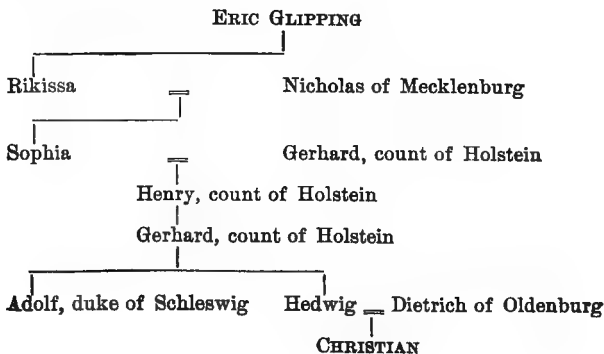 ERIC GLIPPING
Rikissa = Nicholas of Mecklenburg
Sophia = Gerhard, count of Holstein
Henry, count of Holstein
Gerhard, count of Holstein
Adolf, duke of Schleswig Hedwig = Dietrich of Oldenburg
CHRISTIAN